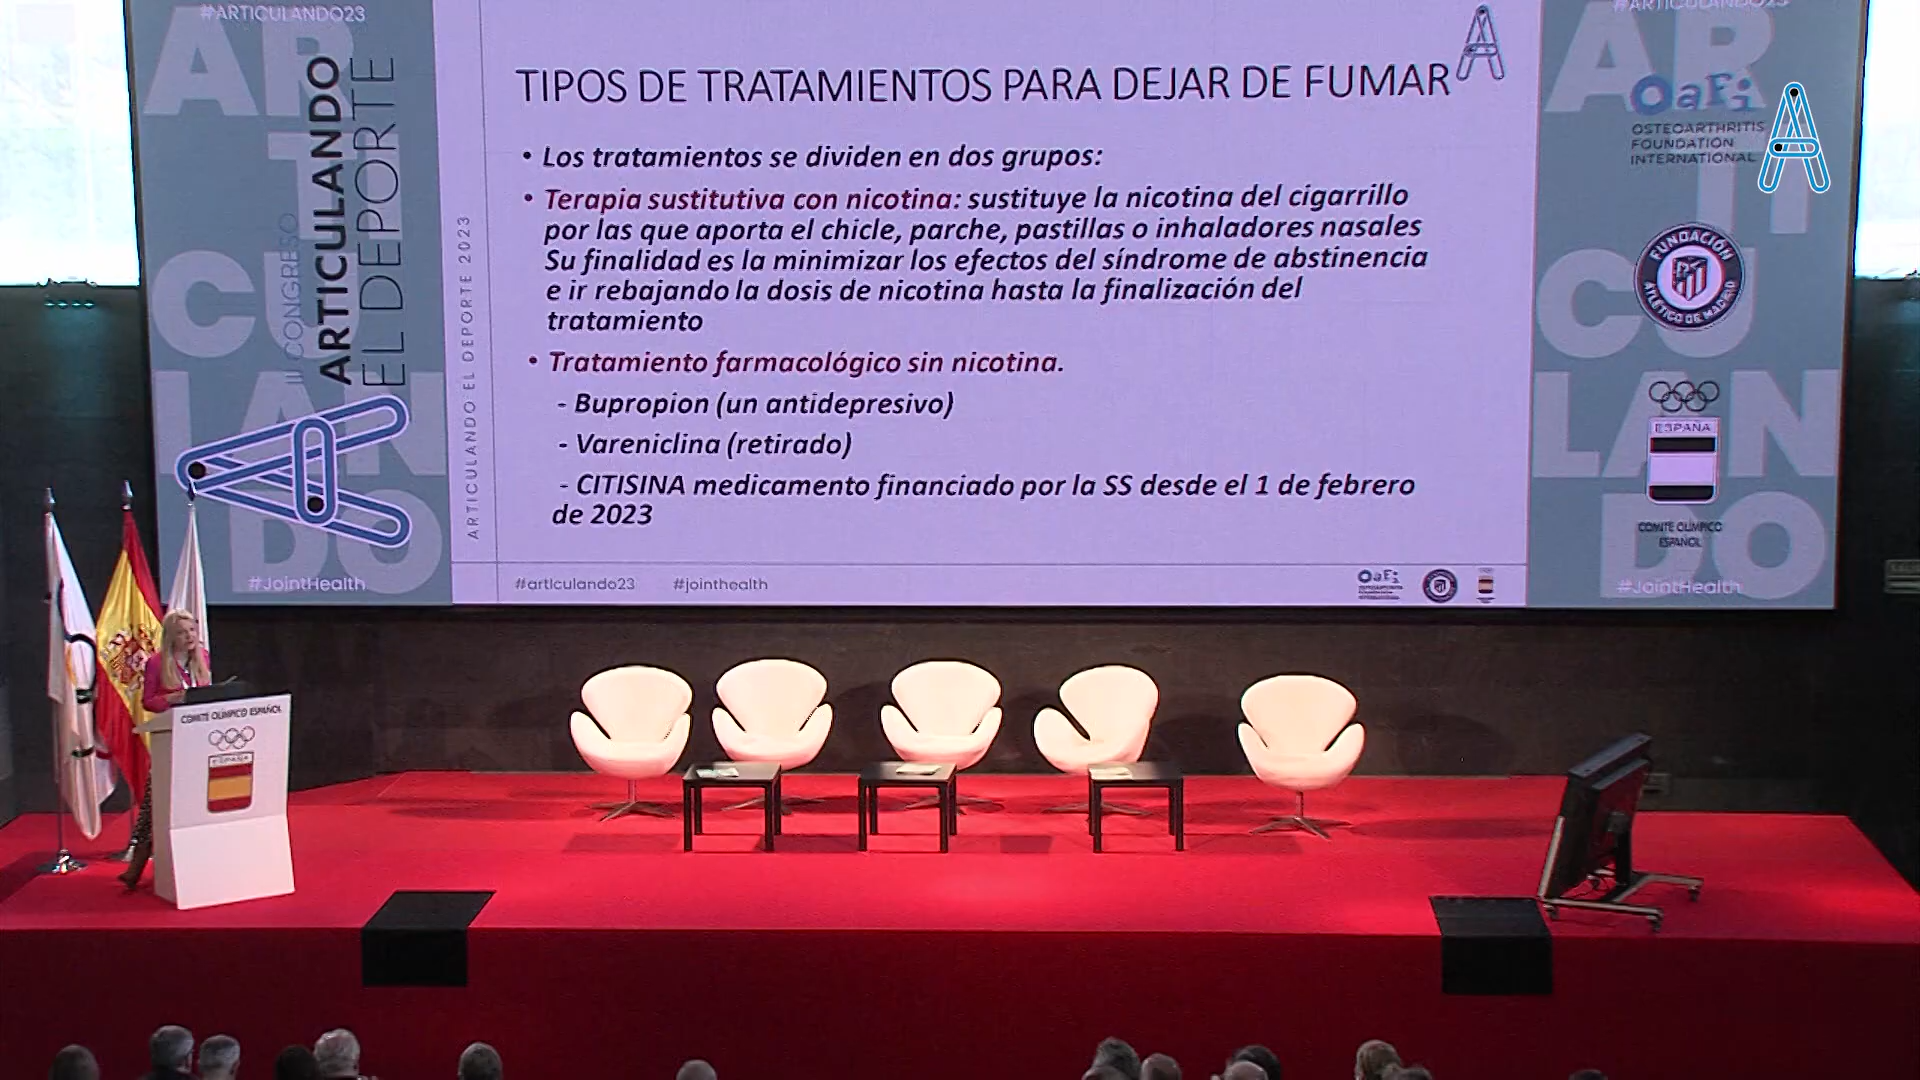 #ARTICULANDO23
II CONGRESO
ARTICULANDO
EL DEPORTE
ARTICULANDO
#JointHealth
ARTICULANDO EL DEPORTE 2023
TIPOS DE TRATAMIENTOS PARA DEJAR DE FUMAR
• Los tratamientos se dividen en dos grupos:
• Terapia sustitutiva con nicotina: sustituye la nicotina del cigarrillo
por las que aporta el chicle, parche, pastillas o inhaladores nasales
Su finalidad es la minimizar los efectos del síndrome de abstinencia
e ir rebajando la dosis de nicotina hasta la finalización del
tratamiento
• Tratamiento farmacológico sin nicotina.
- Bupropion (un antidepresivo)
- Vareniclina (retirado)
- CITISINA medicamento financiado por la SS desde el 1 de febrero
de 2023
#articulando23 #jointhealth
OaFi
#ARTICULANDO23
ARTICULANDO
OaFi
OSTEOARTHRITIS
FOUNDATION
INTERNATIONAL
FUNDACIÓN
ATLÉTICO DE MADRID
ESPAÑA
COMITÉ OLÍMPICO
ESPAÑOL
#JointHealth
COMITÉ OLÍMPICO ESPAÑOL
ESPAÑA